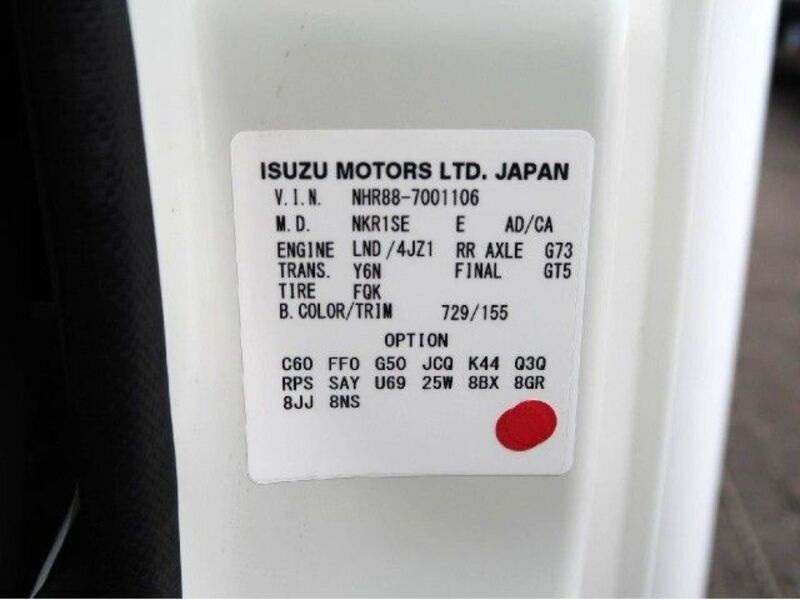 ISUZU MOTORS LTD. JAPAN
V.I.N. NHR88-7001106
M.D. NKR1SE E AD/CA
ENGINE LND/4JZ1 RR AXLE G73
TRANS. Y6N FINAL GT5
TIRE FQK
B.COLOR/TRIM 729/155
OPTION
C60 FF0 G50 JCQ K44 Q3Q
RPS SAY U69 25W 8BX 8GR
8JJ 8NS